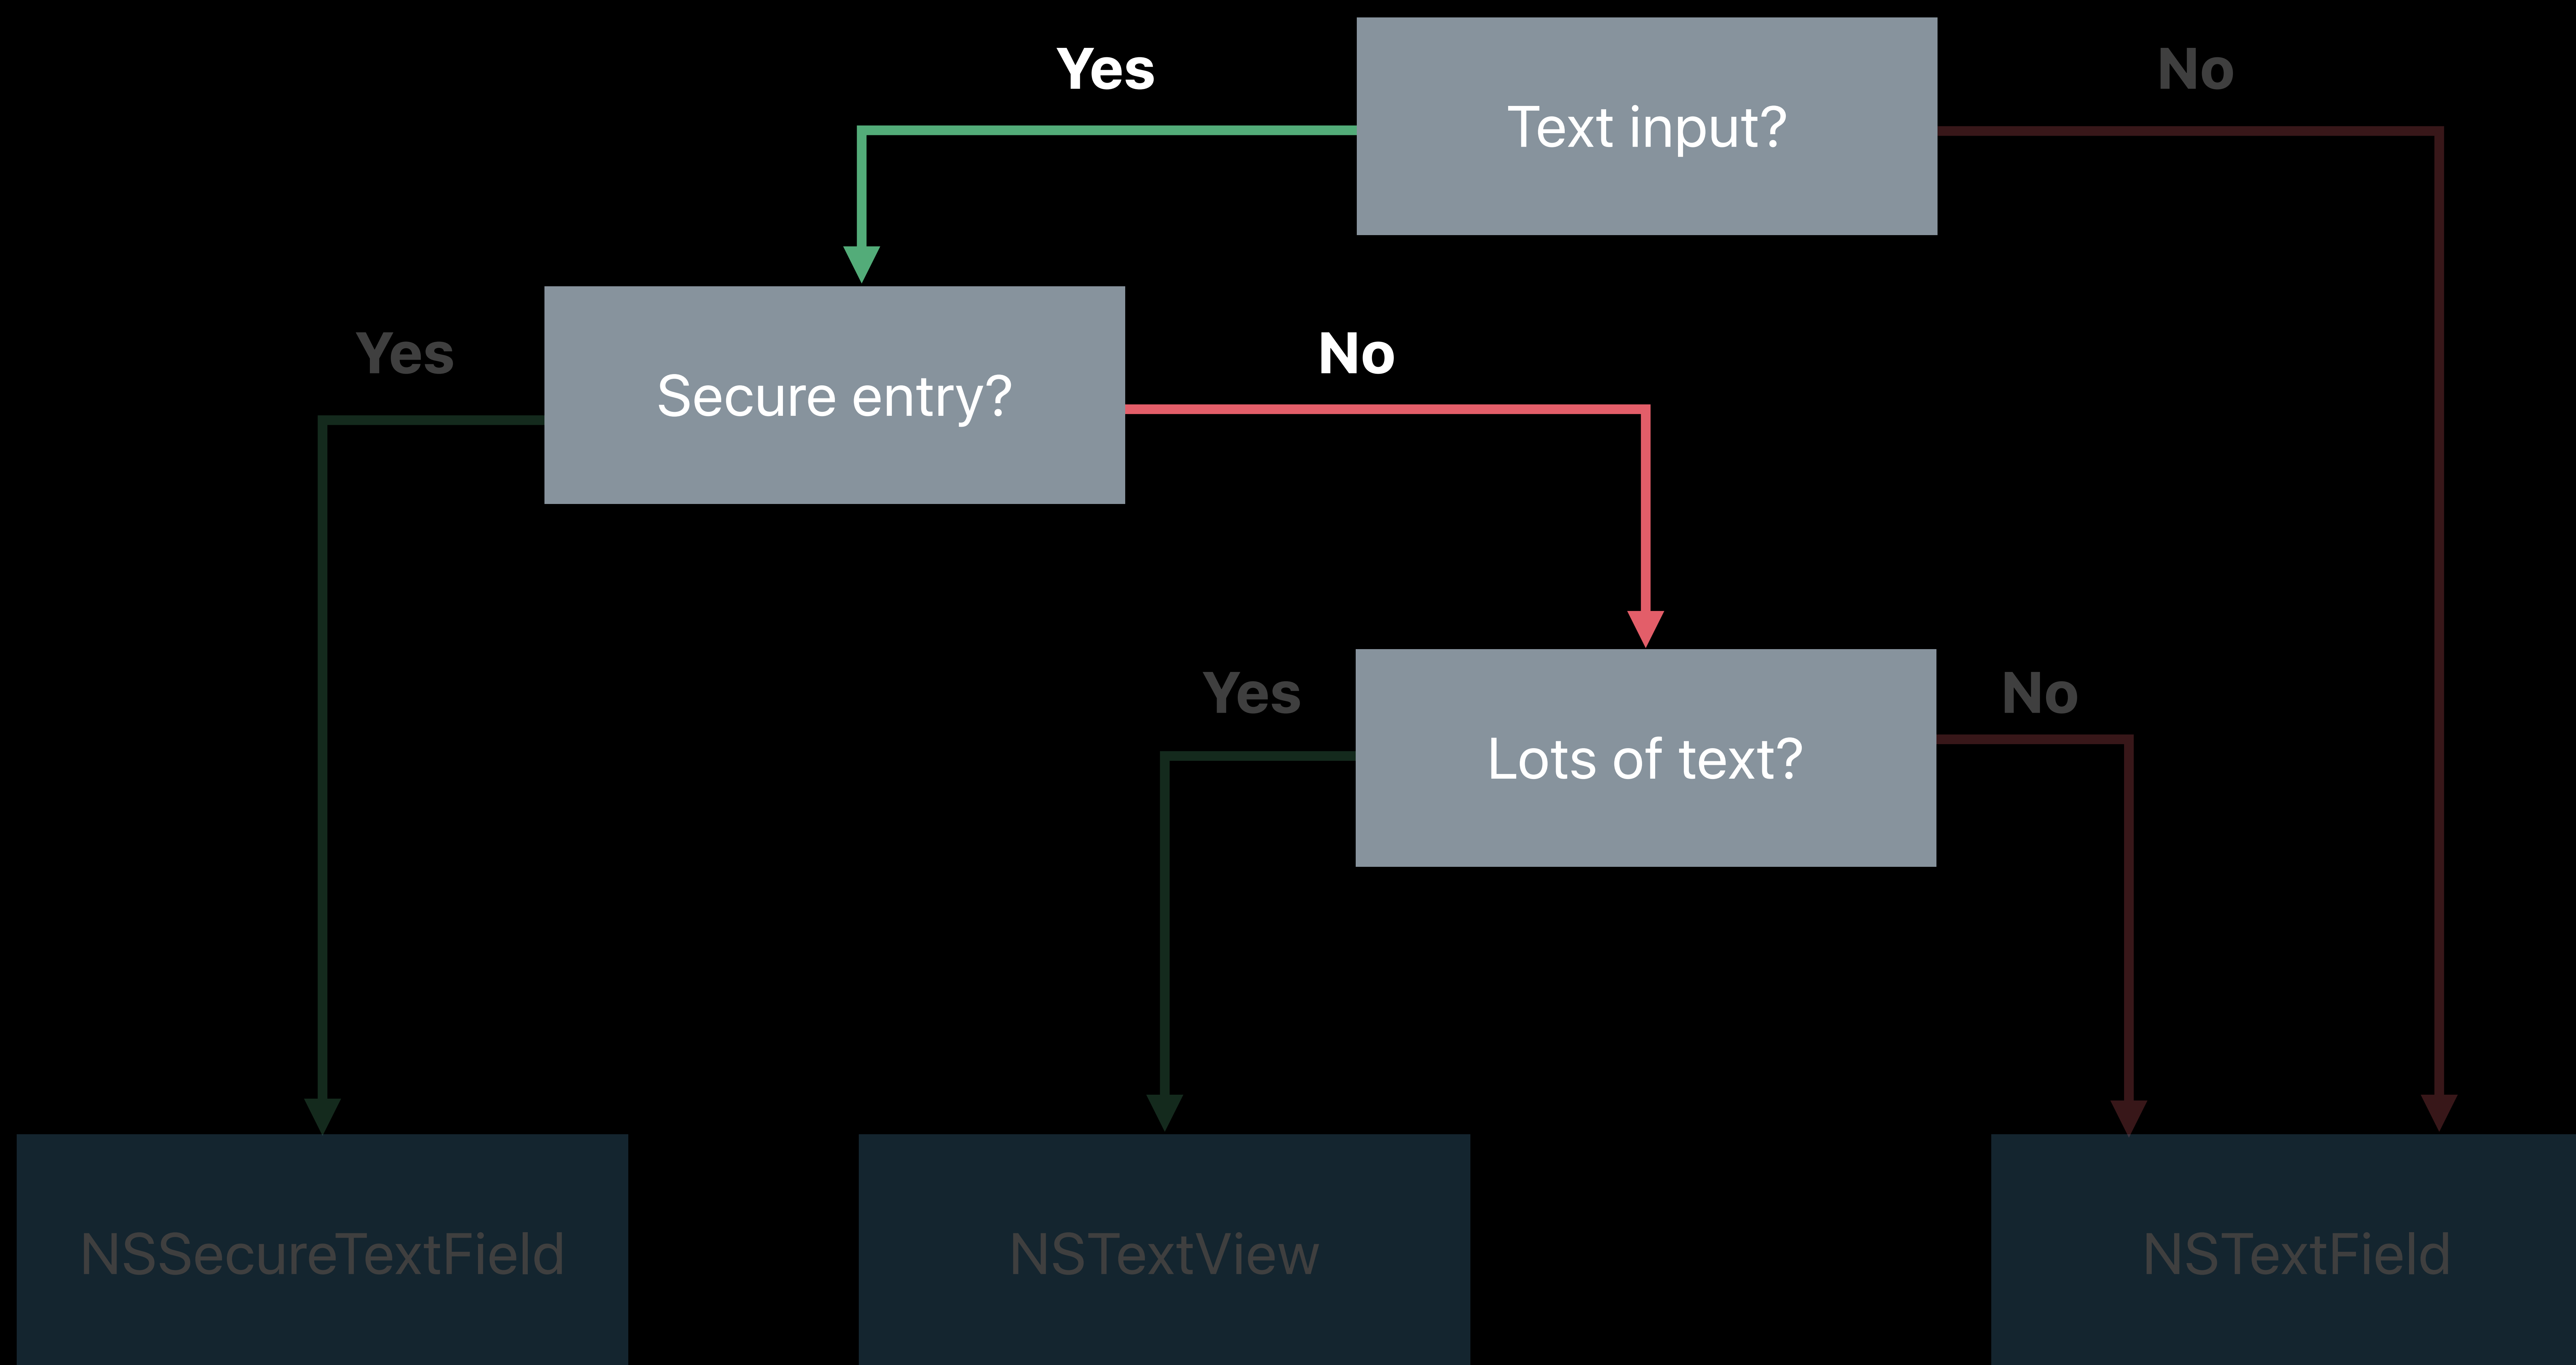 Yes
Text input?
No
Yes
Secure entry?
No
Yes
Lots of text?
No
NSSecureTextField
NSTextView
NSTextField